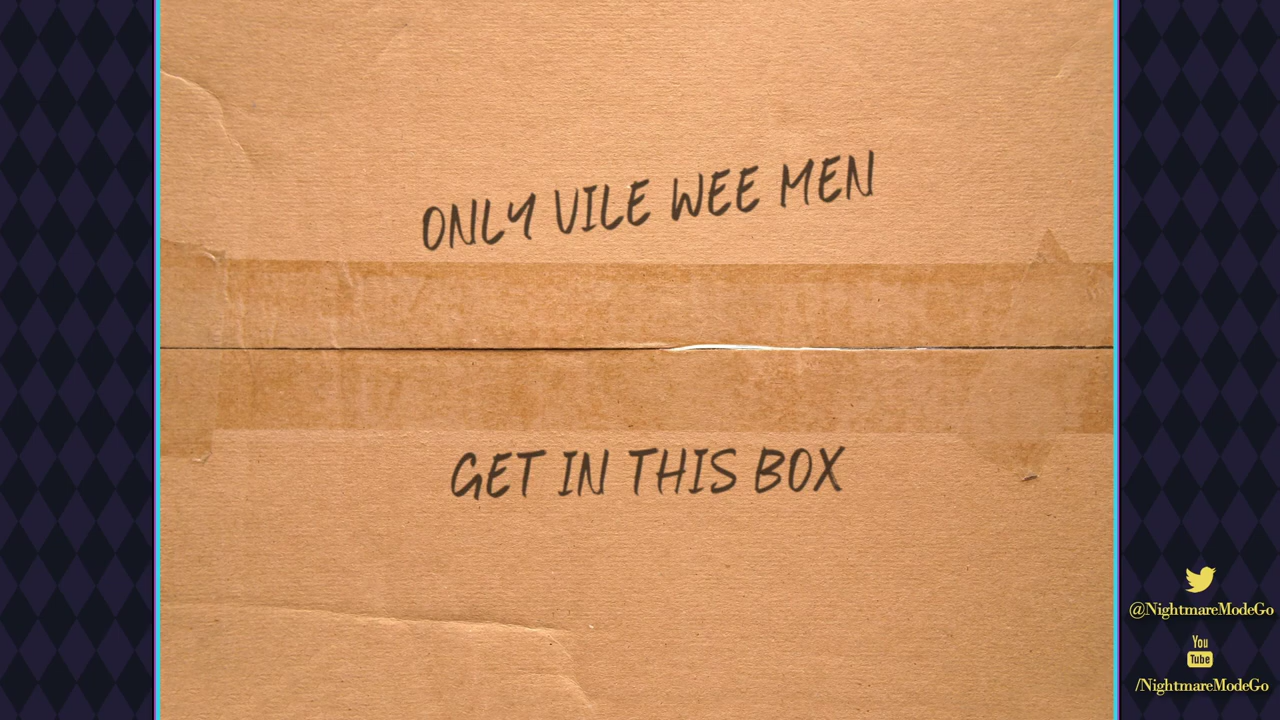 ONLY VILE WEE MEN
GET IN THIS BOX
@NightmareModeGo
You
Tube
/NightmareModeGo